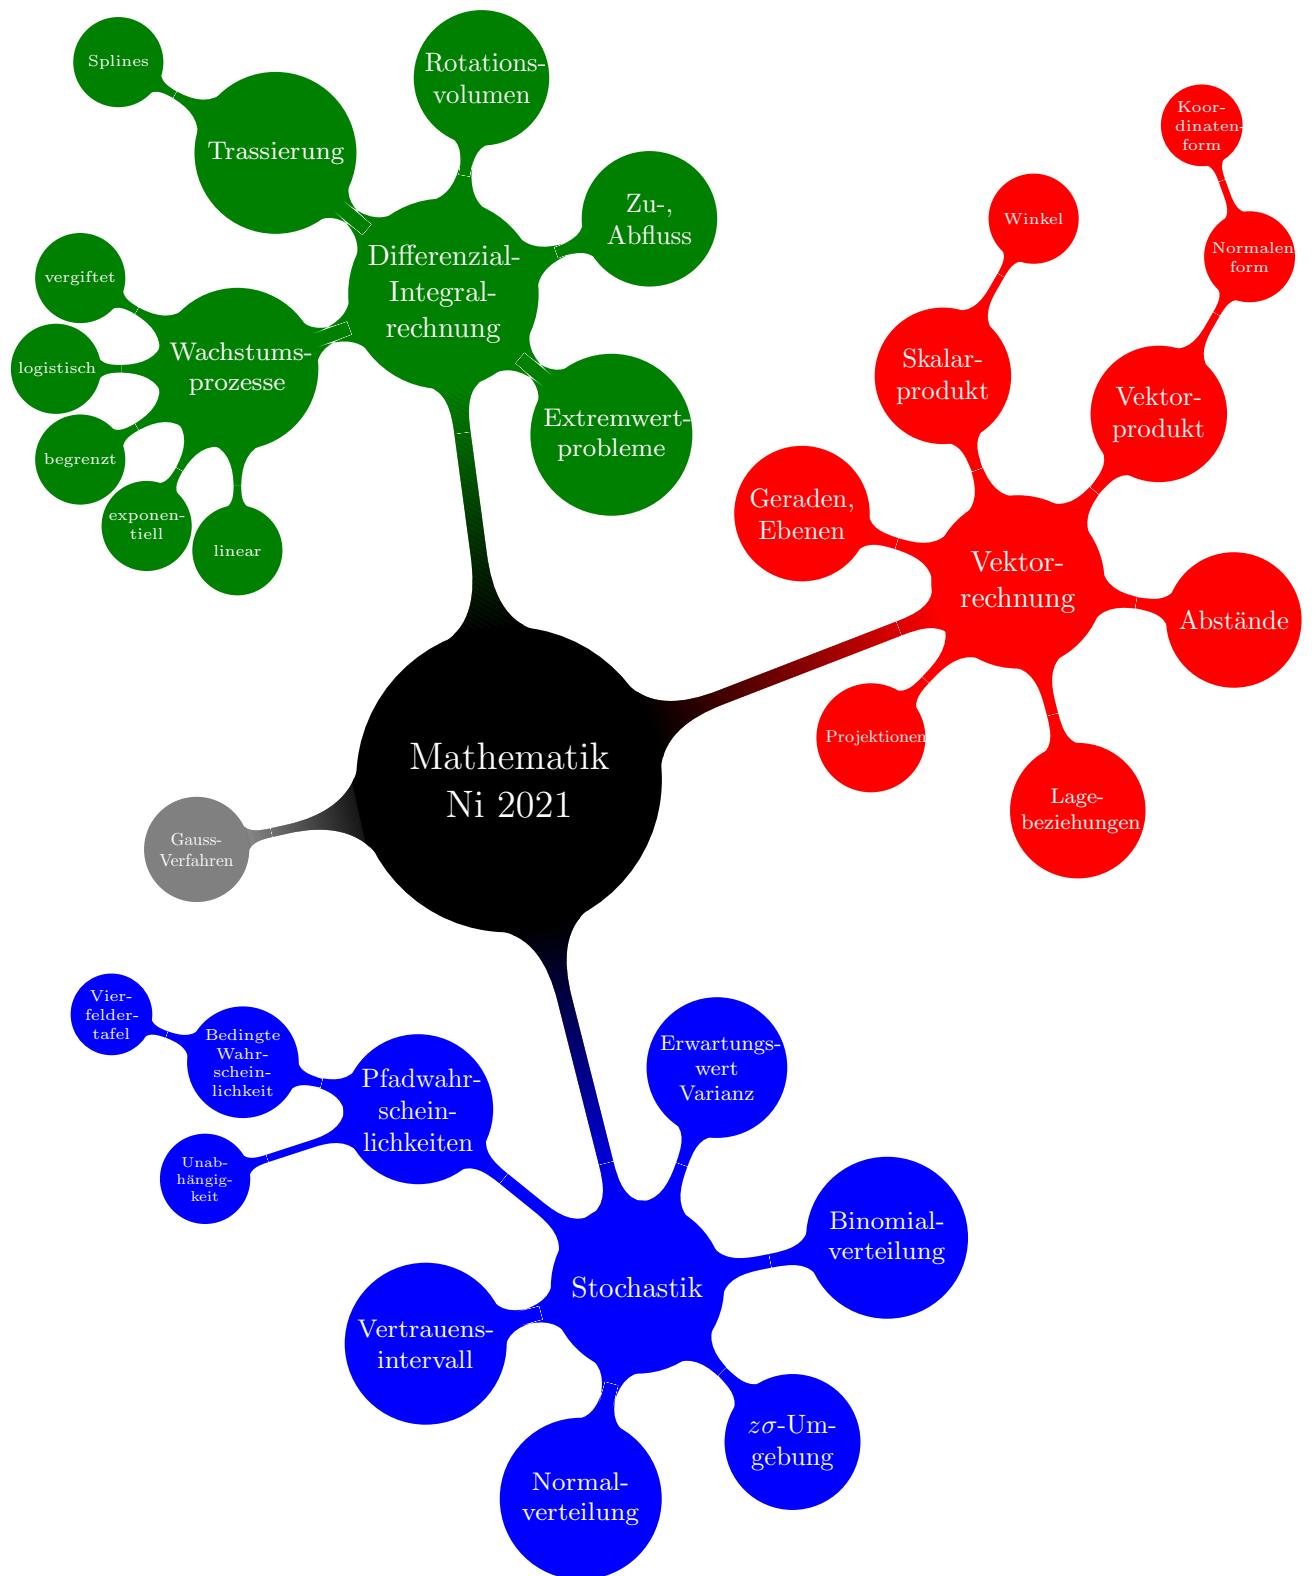 Splines
Trassierung
Rotations-
volumen
Zu-,
Abfluss
Differenzial-
Integral-
rechnung
vergiftet
logistisch
begrenzt
exponen-
tiell
linear
Wachstums-
prozesse
Extremwert-
probleme
Koor-
dinaten-
form
Normalen
form
Winkel
Skalar-
produkt
Vektor-
produkt
Geraden,
Ebenen
Vektor-
rechnung
Abstände
Projektionen
Lage-
beziehungen
Mathematik
Ni 2021
Gauss-
Verfahren
Vier-
felder-
tafel
Bedingte
Wahr-
schein-
lichkeit
Unab-
hängig-
keit
Pfadwahr-
schein-
lichkeiten
Erwartungs-
wert
Varianz
Binomial-
verteilung
Stochastik
Vertrauens-
intervall
Normal-
verteilung
zσ-Um-
gebung